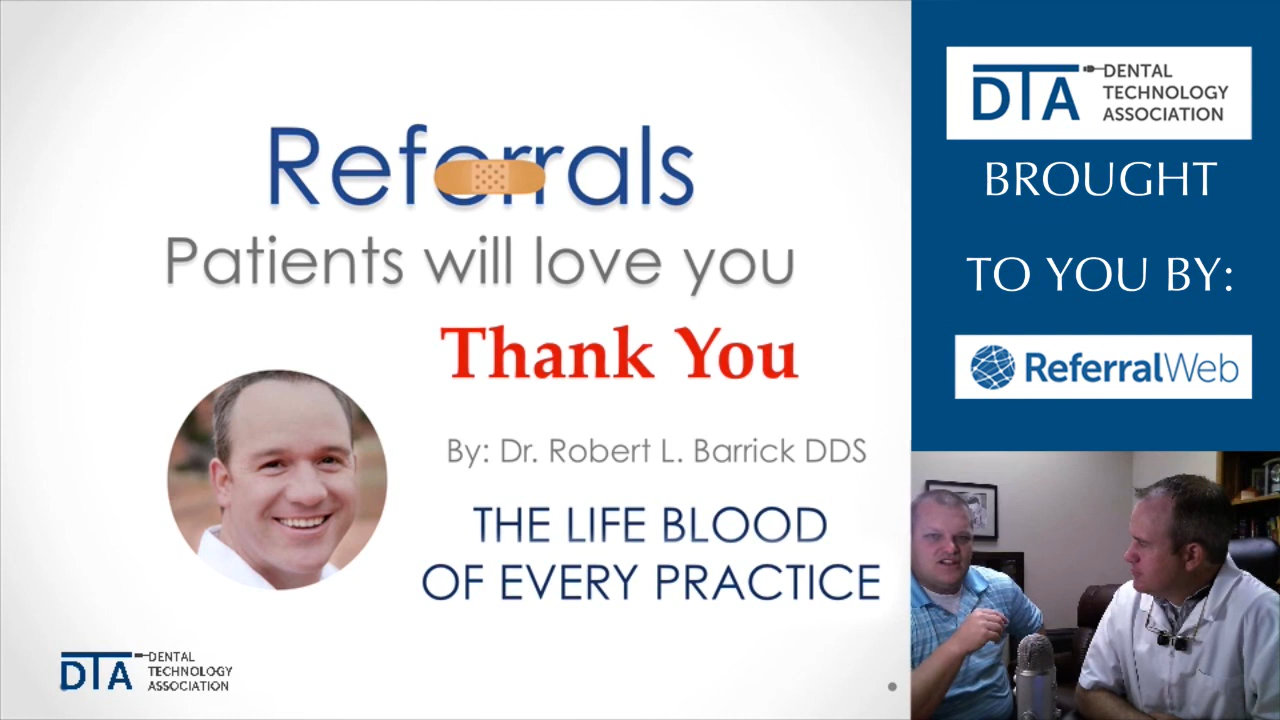 Referrals
Patients will love you
Thank You
By: Dr. Robert L. Barrick DDS
THE LIFE BLOOD
OF EVERY PRACTICE
DTA DENTAL
TECHNOLOGY
ASSOCIATION
DTA DENTAL
TECHNOLOGY
ASSOCIATION
BROUGHT
TO YOU BY:
ReferralWeb